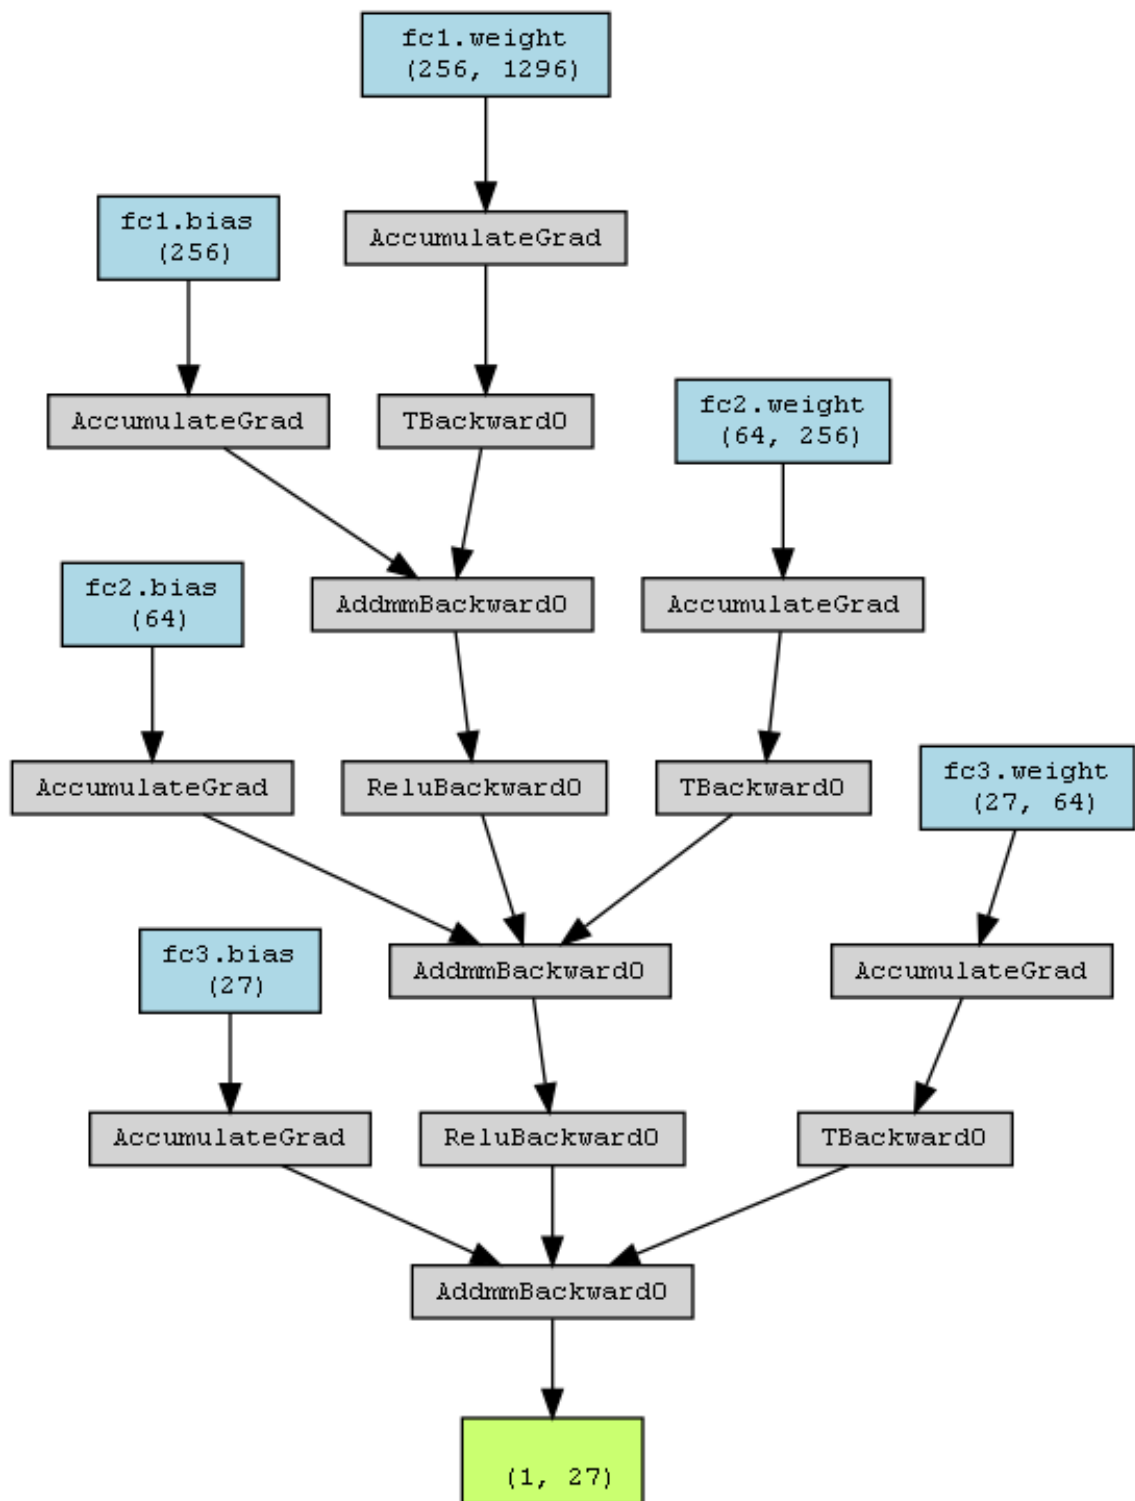 fc1.weight
(256, 1296)
fc1.bias
(256)
AccumulateGrad
AccumulateGrad
TBackward0
fc2.weight
(64, 256)
fc2.bias
(64)
AddmmBackward0
AccumulateGrad
AccumulateGrad
ReluBackward0
TBackward0
fc3.weight
(27, 64)
fc3.bias
(27)
AddmmBackward0
AccumulateGrad
AccumulateGrad
ReluBackward0
TBackward0
AddmmBackward0
(1, 27)